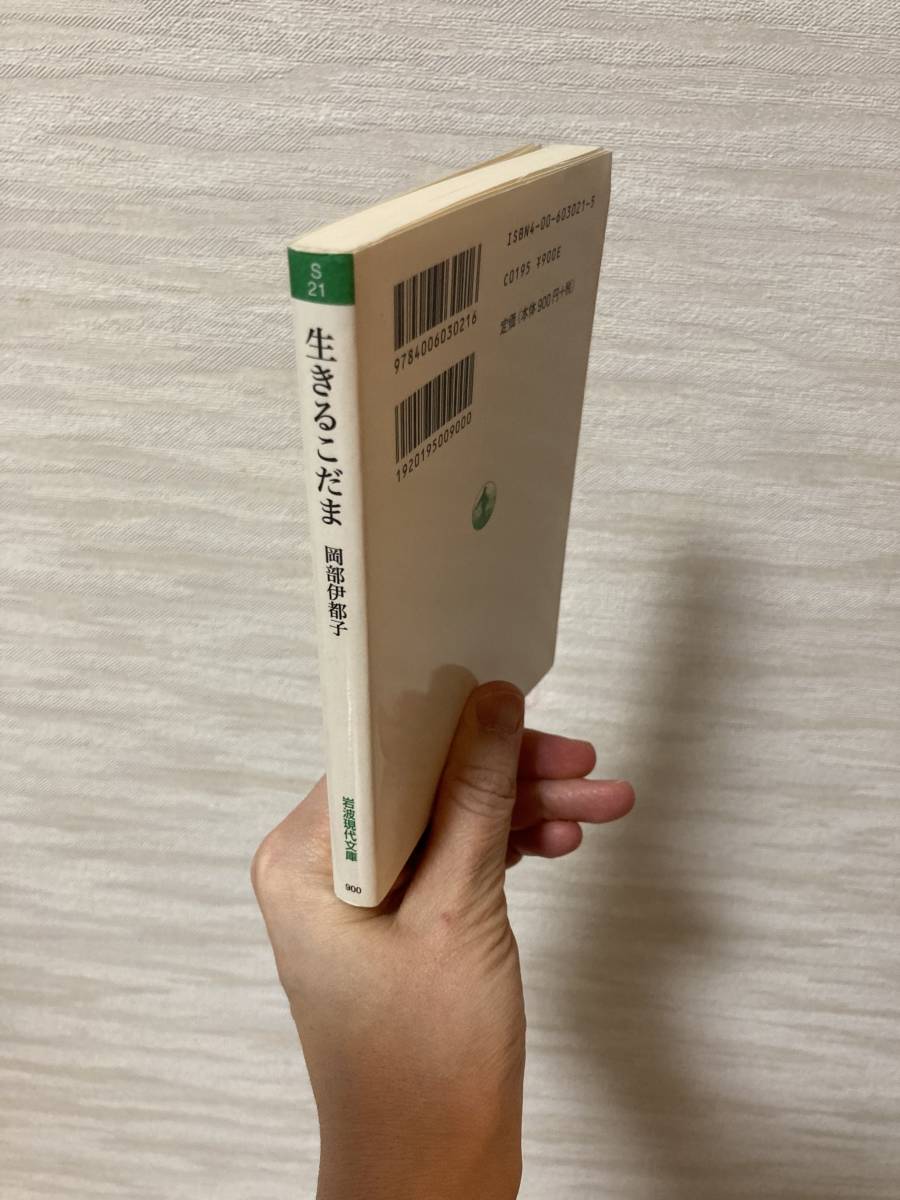 S
21
生きるこだま
岡部伊都子
岩波現代文庫
900
ISBN4-00-603021-5
C0195 ¥900E
定価(本体900円+税)
9784006030216
1920195009000